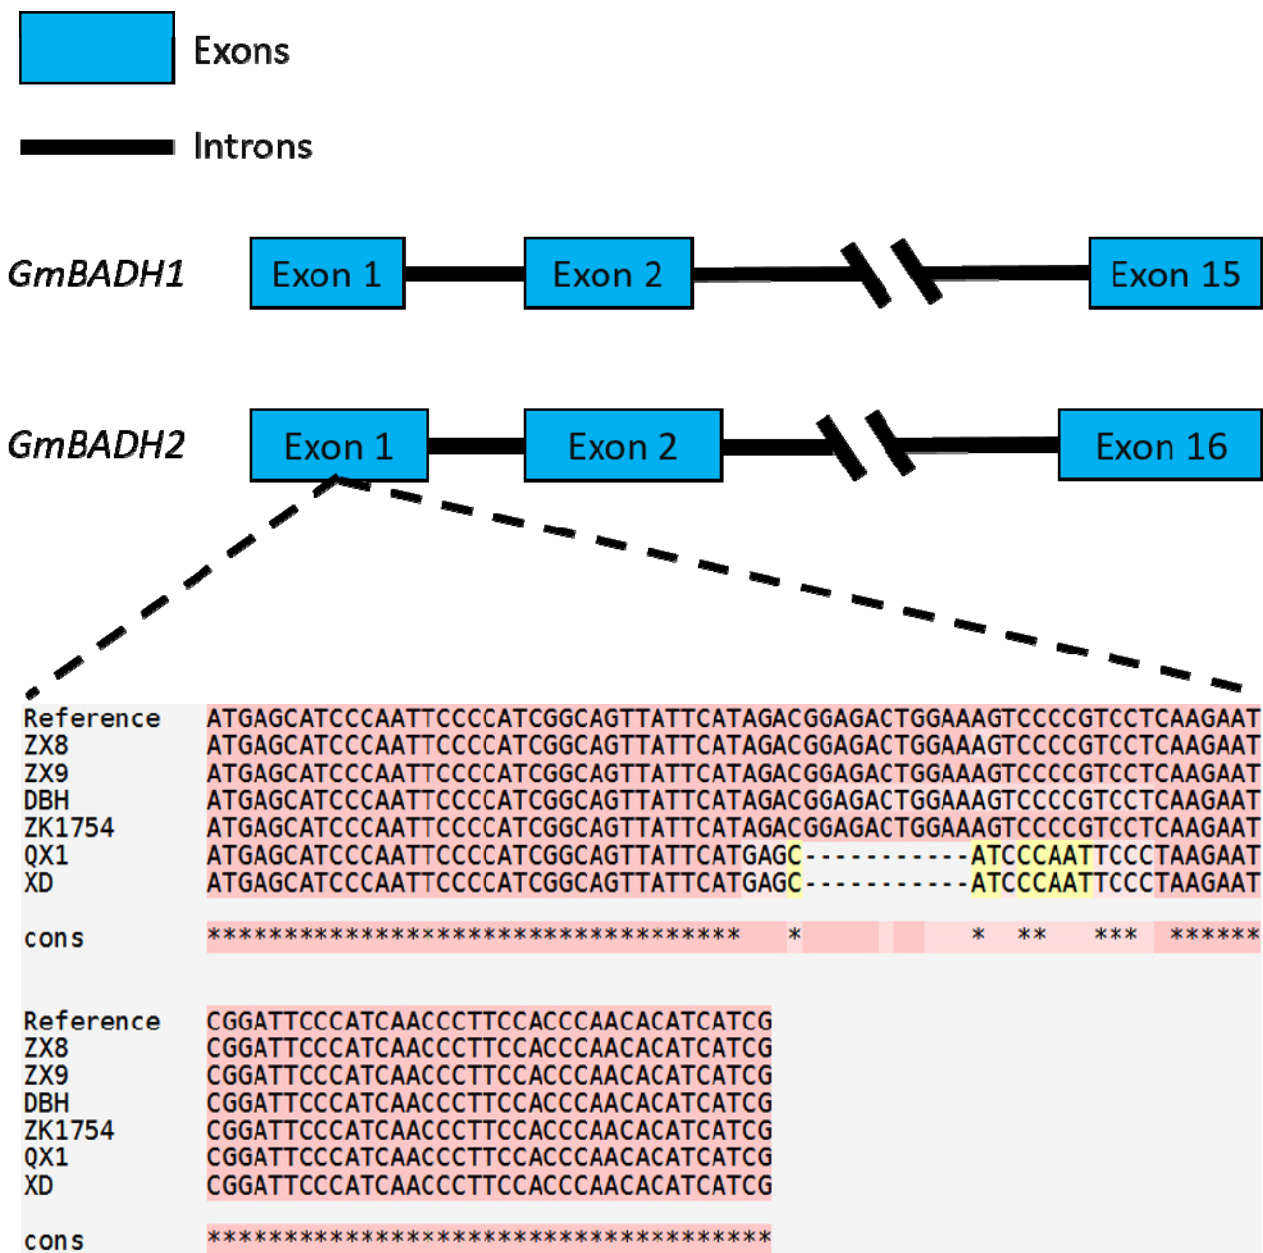 Exons
Introns
GmBADH1 Exon 1 Exon 2 Exon 15
GmBADH2 Exon 1 Exon 2 Exon 16
Reference ATGAGCATCCCAATTCCCCATCGGCAGTTATTCATAGACGGAGACTGGAAAGTCCCCGTCCTCAAGAAT
ZX8 ATGAGCATCCCAATTCCCCATCGGCAGTTATTCATAGACGGAGACTGGAAAGTCCCCGTCCTCAAGAAT
ZX9 ATGAGCATCCCAATTCCCCATCGGCAGTTATTCATAGACGGAGACTGGAAAGTCCCCGTCCTCAAGAAT
DBH ATGAGCATCCCAATTCCCCATCGGCAGTTATTCATAGACGGAGACTGGAAAGTCCCCGTCCTCAAGAAT
ZK1754 ATGAGCATCCCAATTCCCCATCGGCAGTTATTCATAGACGGAGACTGGAAAGTCCCCGTCCTCAAGAAT
QX1 ATGAGCATCCCAATTCCCCATCGGCAGTTATTCATGAGC-----------ATCCCAATTCCCTAAGAAT
XD ATGAGCATCCCAATTCCCCATCGGCAGTTATTCATGAGC-----------ATCCCAATTCCCTAAGAAT
cons ***********************************   *           *  **   ***  ******
Reference CGGATTCCCATCAACCCTTCCACCCAACACATCATCG
ZX8 CGGATTCCCATCAACCCTTCCACCCAACACATCATCG
ZX9 CGGATTCCCATCAACCCTTCCACCCAACACATCATCG
DBH CGGATTCCCATCAACCCTTCCACCCAACACATCATCG
ZK1754 CGGATTCCCATCAACCCTTCCACCCAACACATCATCG
QX1 CGGATTCCCATCAACCCTTCCACCCAACACATCATCG
XD CGGATTCCCATCAACCCTTCCACCCAACACATCATCG
cons *************************************